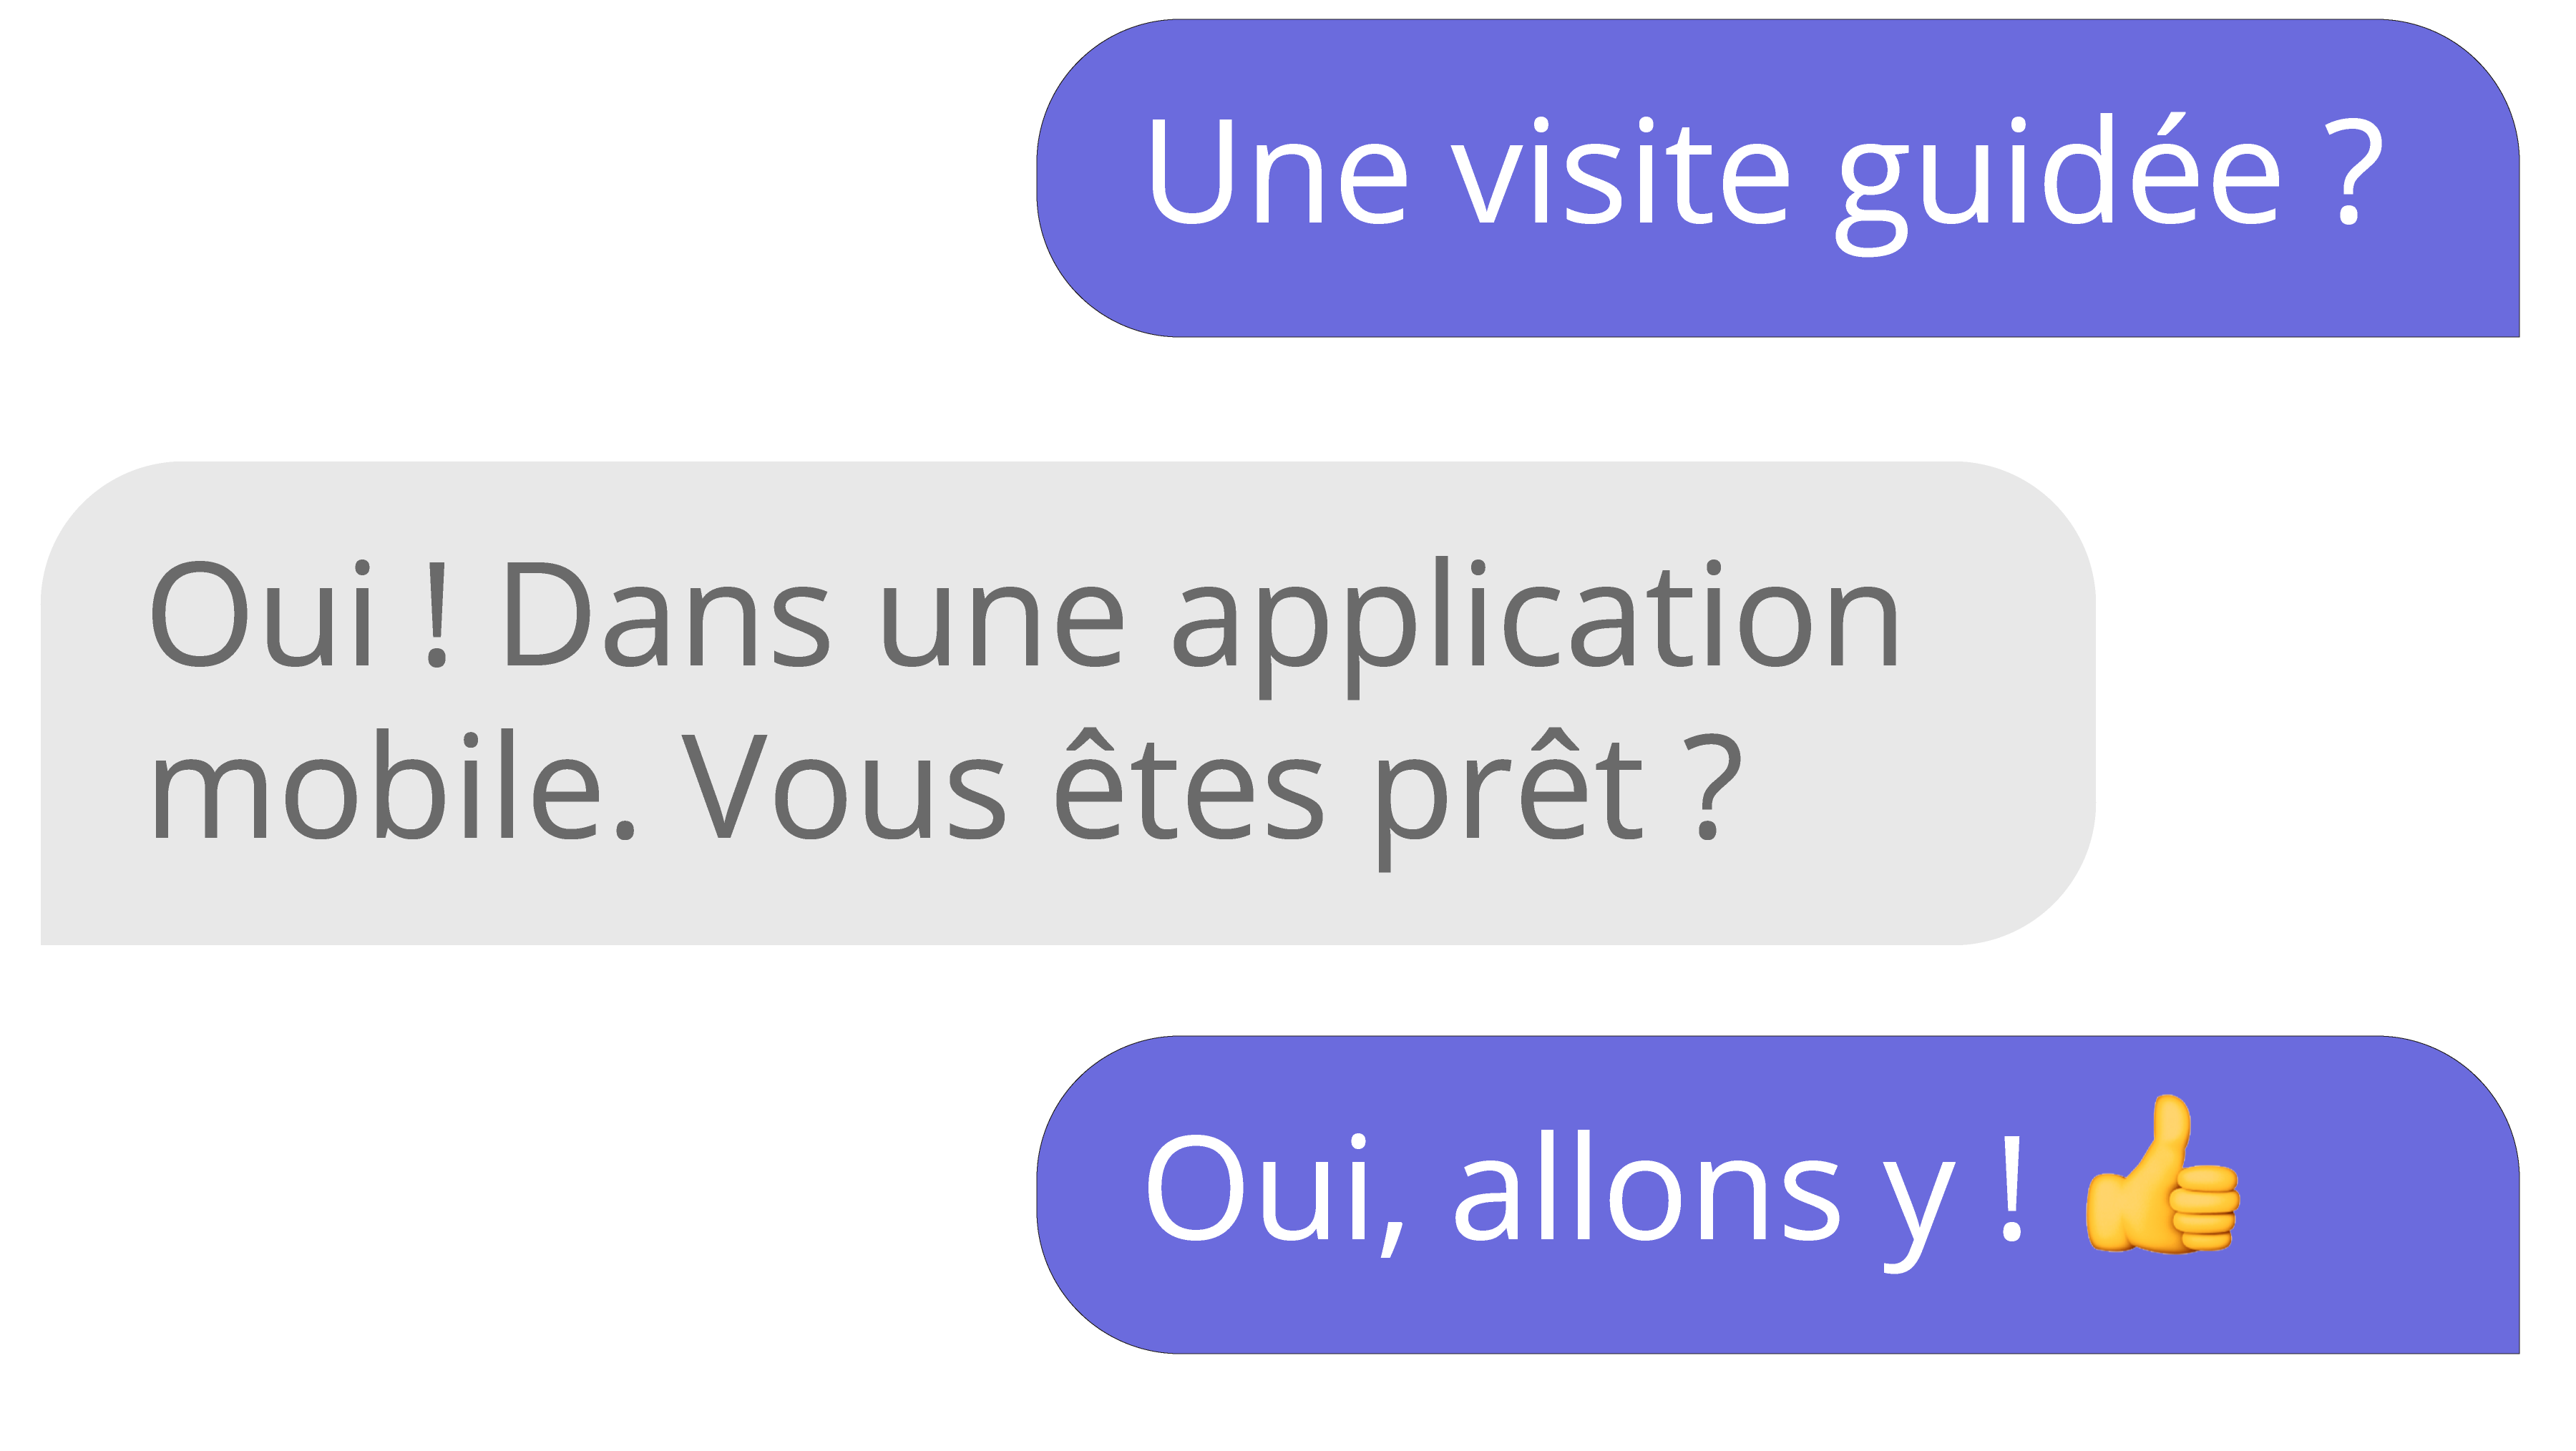 Une visite guidée ?
Oui ! Dans une application
mobile. Vous êtes prêt ?
Oui, allons y ! 👍